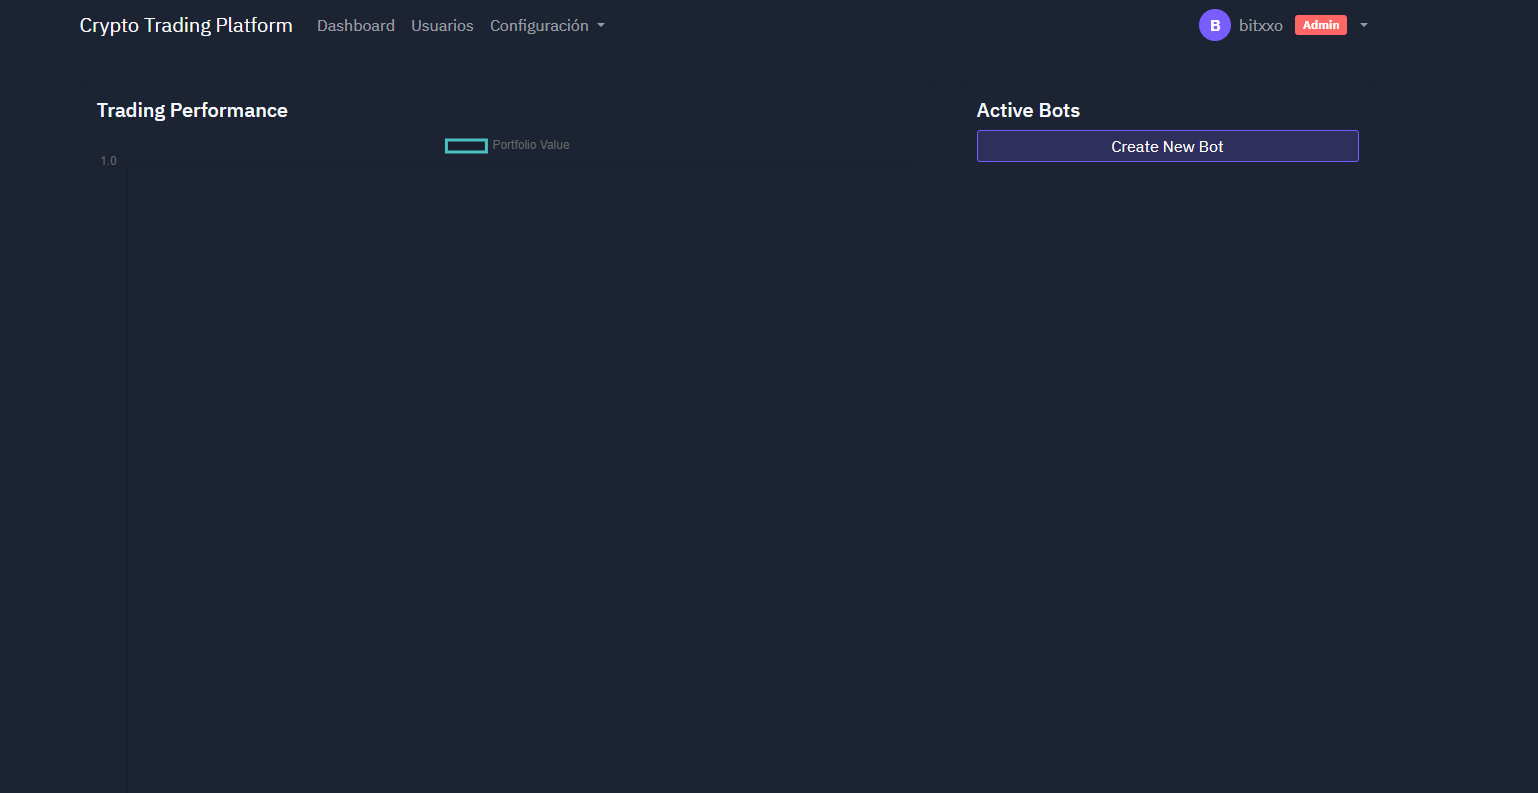 Crypto Trading Platform Dashboard Usuarios Configuración B bitxxo Admin
Trading Performance
Portfolio Value
1.0
Active Bots
Create New Bot